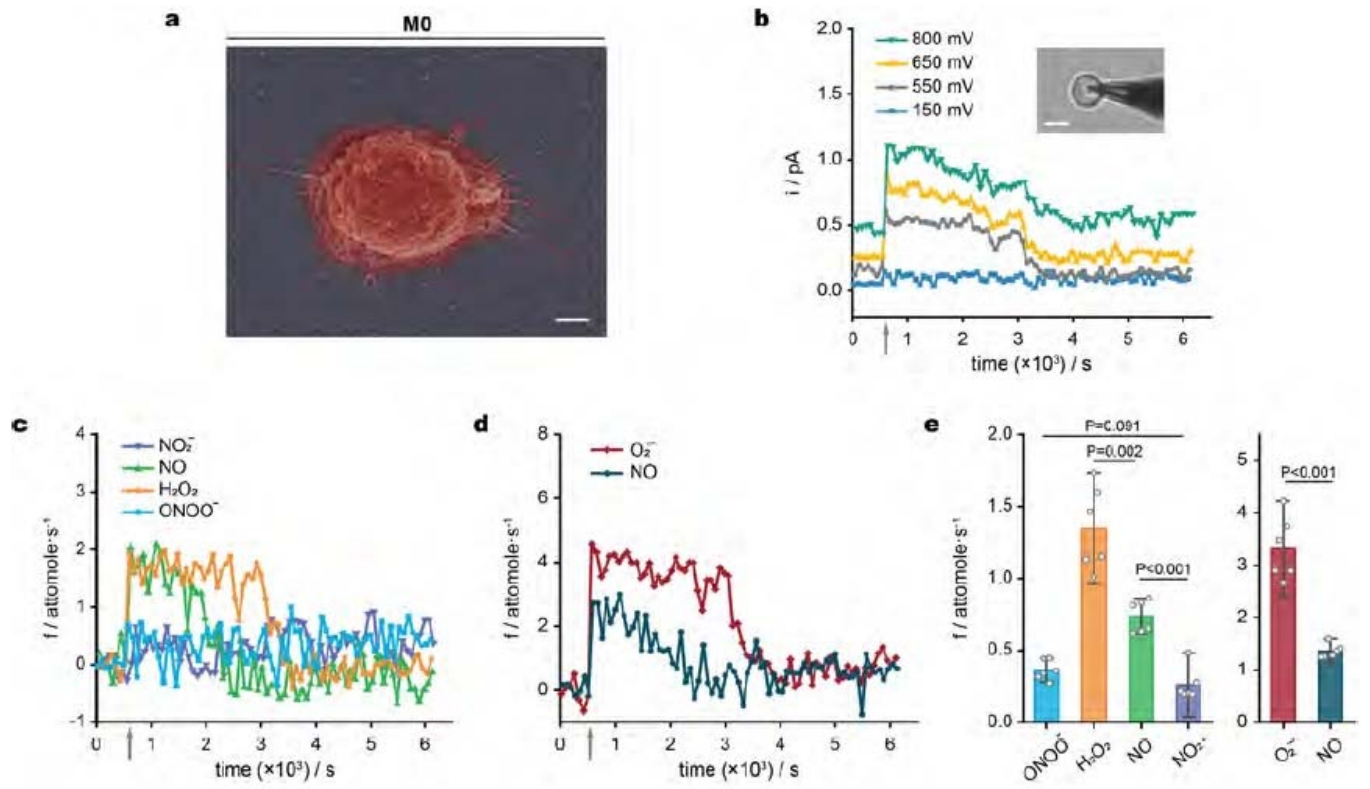 a
M0
b
2.0
1.5
1.0
0.5
0.0
i / pA
800 mV
650 mV
550 mV
150 mV
0 1 2 3 4 5 6
time (×10³) / s
c
4
3
2
1
0
-1
f / attomole·s⁻¹
NO₂⁻
NO
H₂O₂
ONOO⁻
0 1 2 3 4 5 6
time (×10³) / s
d
8
6
4
2
0
f / attomole·s⁻¹
O₂·⁻
NO
0 1 2 3 4 5 6
time (×10³) / s
e
2.0
1.5
1.0
0.5
0.0
f / attomole·s⁻¹
P=0.091
P=0.002
P<0.001
ONOO⁻
H₂O₂
NO
NO₂⁻
5
4
3
2
1
0
P<0.001
O₂·⁻
NO